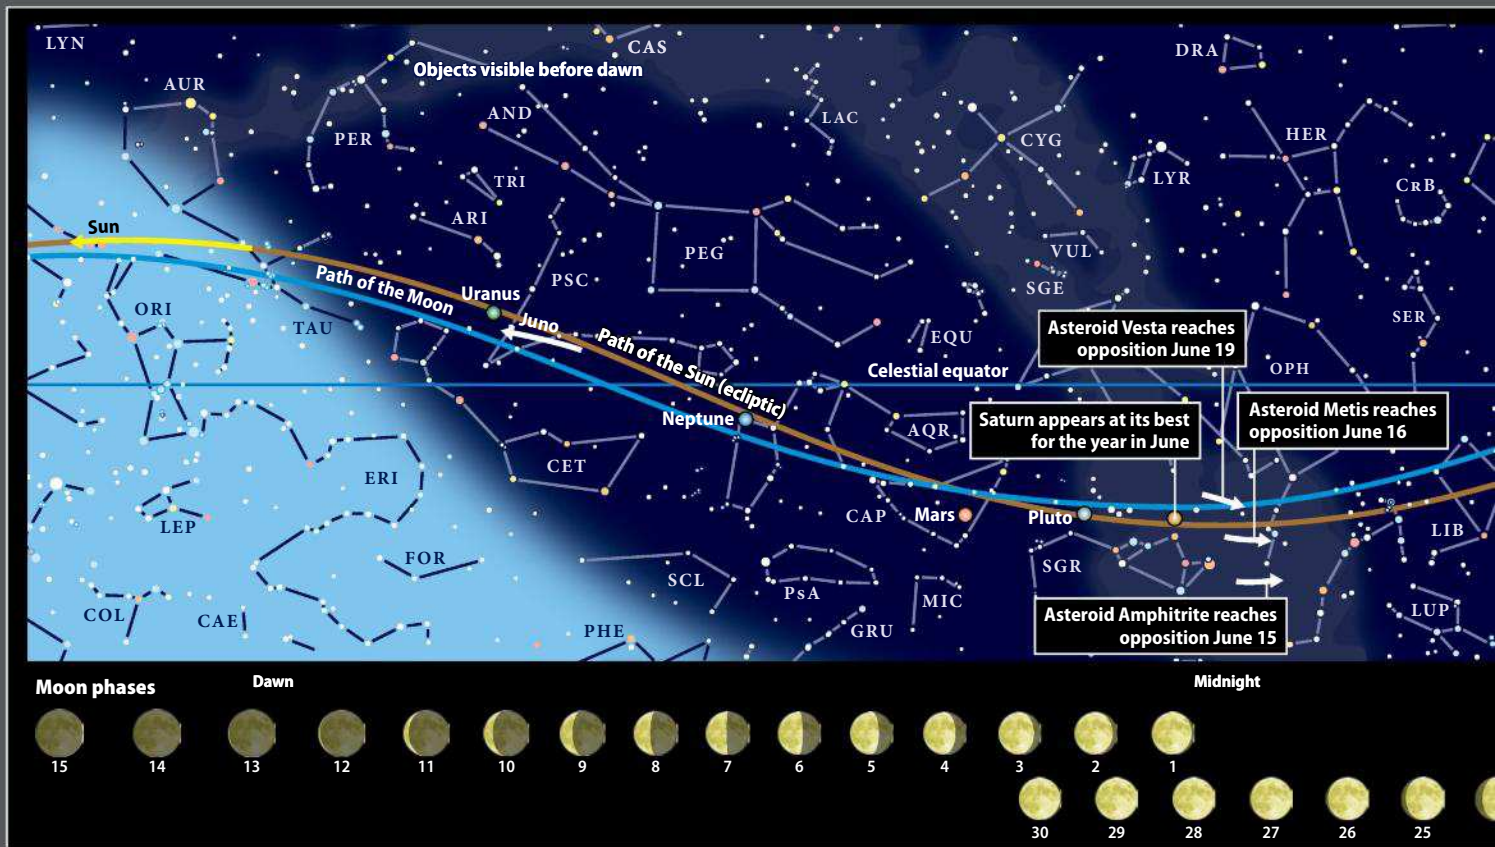 LYN
CAS
DRA
Objects visible before dawn
AUR
AND
LAC
PER
CYG
HER
LYR
CRB
TRI
ARI
Sun
VUL
PEG
PSC
SGE
Path of the Moon
Uranus
ORI
TAU
Juno
EQU
SER
Asteroid Vesta reaches
opposition June 19
Path of the Sun (ecliptic)
Celestial equator
OPH
Neptune
AQR
Saturn appears at its best
for the year in June
Asteroid Metis reaches
opposition June 16
CET
ERI
LEP
CAP
Mars
Pluto
LIB
FOR
SCL
PsA
MIC
SGR
COL
CAE
PHE
GRU
Asteroid Amphitrite reaches
opposition June 15
LUP
Moon phases
Dawn
Midnight
15 14 13 12 11 10 9 8 7 6 5 4 3 2 1
30 29 28 27 26 25